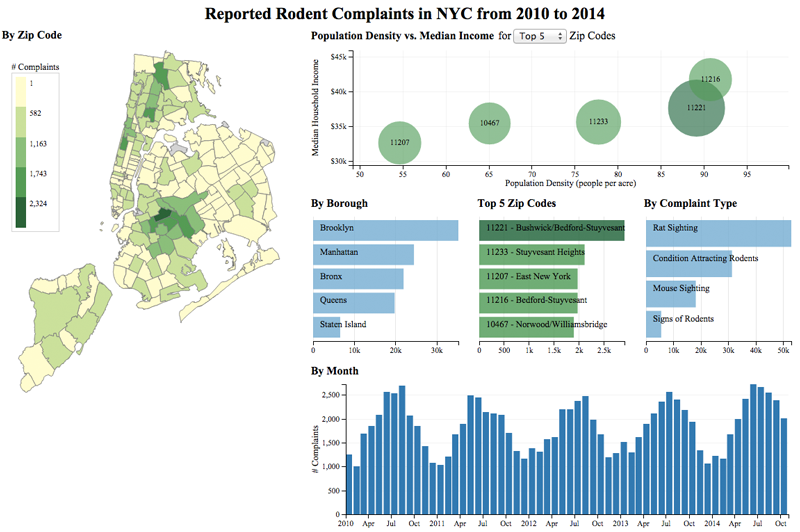 Reported Rodent Complaints in NYC from 2010 to 2014
By Zip Code
# Complaints
1
582
1,163
1,743
2,324
Population Density vs. Median Income for Top 5 Zip Codes
Median Household Income
$45k
$40k
$35k
$30k
11207
10467
11233
11216
11221
50 55 60 65 70 75 80 85 90 95
Population Density (people per acre)
By Borough
Brooklyn
Manhattan
Bronx
Queens
Staten Island
0 10k 20k 30k
Top 5 Zip Codes
11221 - Bushwick/Bedford-Stuyvesant
11233 - Stuyvesant Heights
11207 - East New York
11216 - Bedford-Stuyvesant
10467 - Norwood/Williamsbridge
0 500 1k 1.5k 2k 2.5k
By Complaint Type
Rat Sighting
Condition Attracting Rodents
Mouse Sighting
Signs of Rodents
0 10k 20k 30k 40k 50k
By Month
# Complaints
2,500
2,000
1,500
1,000
500
0
2010 Apr Jul Oct 2011 Apr Jul Oct 2012 Apr Jul Oct 2013 Apr Jul Oct 2014 Apr Jul Oct